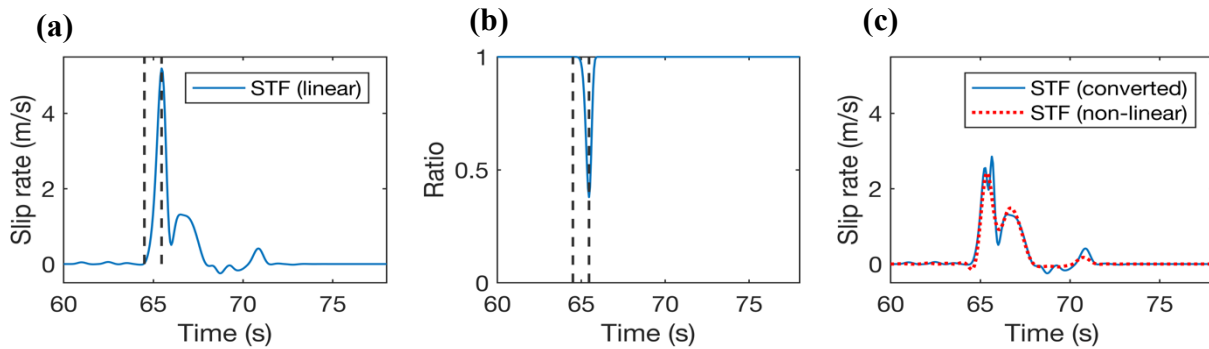 (a)
Slip rate (m/s)
4
2
0
STF (linear)
60 65 70 75
Time (s)
(b)
Ratio
1
0.5
0
60 65 70 75
Time (s)
(c)
Slip rate (m/s)
4
2
0
STF (converted)
STF (non-linear)
60 65 70 75
Time (s)